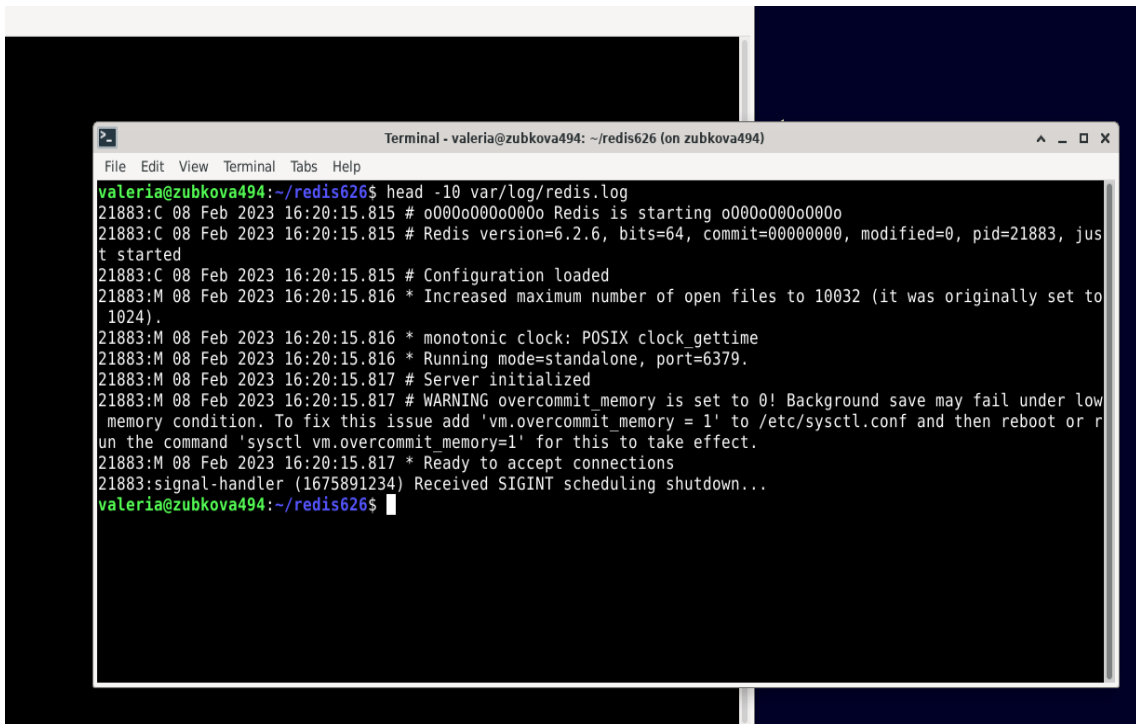 Terminal - valeria@zubkova494: ~/redis626 (on zubkova494)
File Edit View Terminal Tabs Help
valeria@zubkova494:~/redis626$ head -10 var/log/redis.log
21883:C 08 Feb 2023 16:20:15.815 # oO0OoO0OoO0Oo Redis is starting oO0OoO0OoO0Oo
21883:C 08 Feb 2023 16:20:15.815 # Redis version=6.2.6, bits=64, commit=00000000, modified=0, pid=21883, jus
t started
21883:C 08 Feb 2023 16:20:15.815 # Configuration loaded
21883:M 08 Feb 2023 16:20:15.816 * Increased maximum number of open files to 10032 (it was originally set to
 1024).
21883:M 08 Feb 2023 16:20:15.816 * monotonic clock: POSIX clock_gettime
21883:M 08 Feb 2023 16:20:15.816 * Running mode=standalone, port=6379.
21883:M 08 Feb 2023 16:20:15.817 # Server initialized
21883:M 08 Feb 2023 16:20:15.817 # WARNING overcommit_memory is set to 0! Background save may fail under low
 memory condition. To fix this issue add 'vm.overcommit_memory = 1' to /etc/sysctl.conf and then reboot or r
un the command 'sysctl vm.overcommit_memory=1' for this to take effect.
21883:M 08 Feb 2023 16:20:15.817 * Ready to accept connections
21883:signal-handler (1675891234) Received SIGINT scheduling shutdown...
valeria@zubkova494:~/redis626$